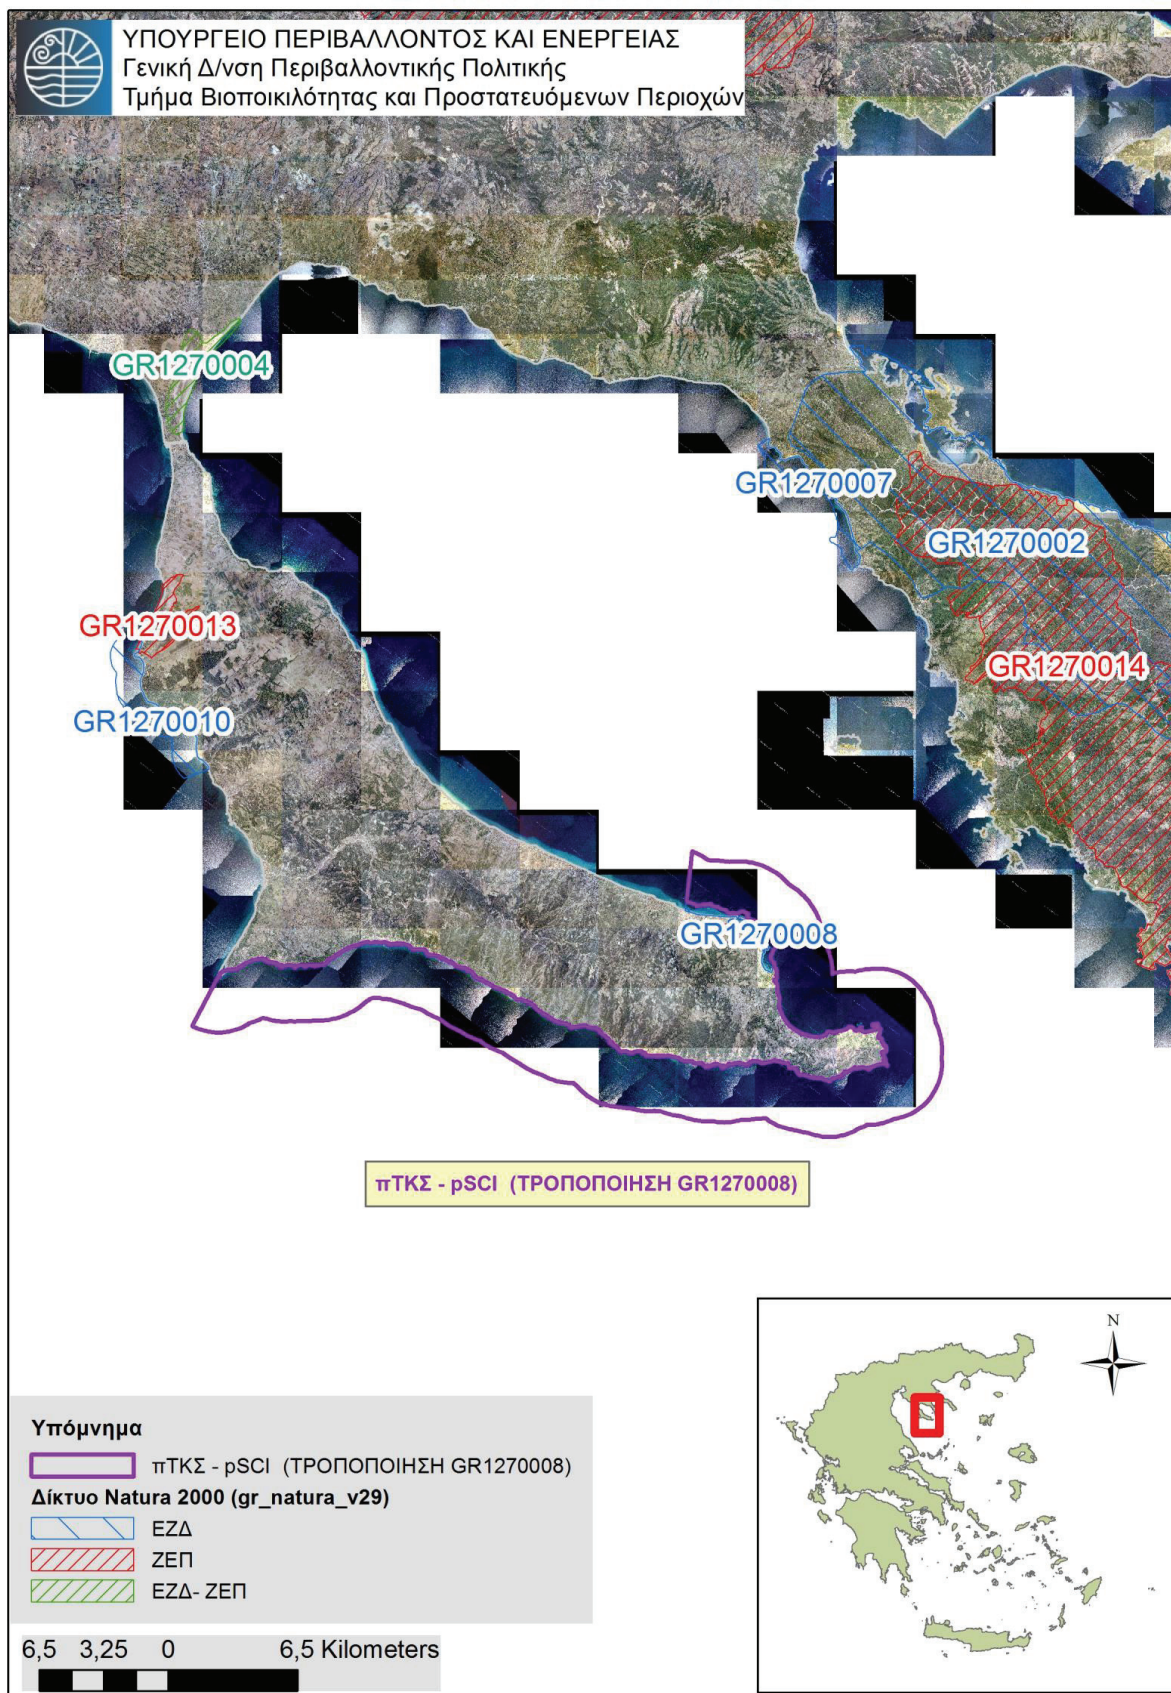 ΥΠΟΥΡΓΕΙΟ ΠΕΡΙΒΑΛΛΟΝΤΟΣ ΚΑΙ ΕΝΕΡΓΕΙΑΣ
Γενική Δ/νση Περιβαλλοντικής Πολιτικής
Τμήμα Βιοποικιλότητας και Προστατευόμενων Περιοχών
GR1270004
GR1270007
GR1270002
GR1270013
GR1270014
GR1270010
GR1270008
πΤΚΣ - pSCI (ΤΡΟΠΟΠΟΙΗΣΗ GR1270008)
N
Υπόμνημα
πΤΚΣ - pSCI (ΤΡΟΠΟΠΟΙΗΣΗ GR1270008)
Δίκτυο Natura 2000 (gr_natura_v29)
ΕΖΔ
ΖΕΠ
ΕΖΔ- ΖΕΠ
6,5 3,25 0 6,5 Kilometers